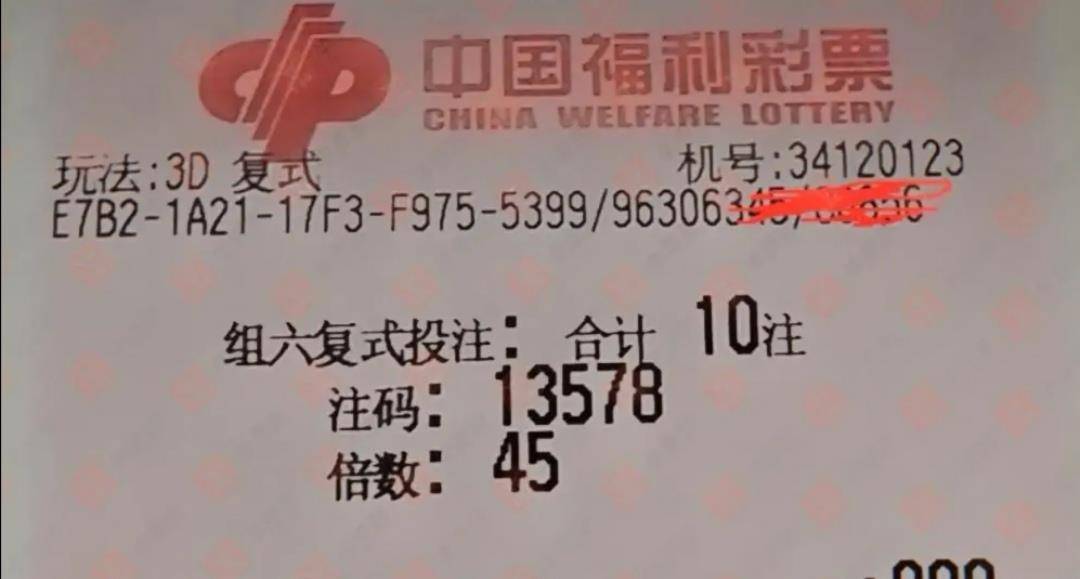 中国福利彩票
CHINA WELFARE LOTTERY
玩法:3D 复式 机号:34120123
E7B2-1A21-17F3-F975-5399/963063
组六复式投注: 合计 10注
注码: 13578
倍数: 45